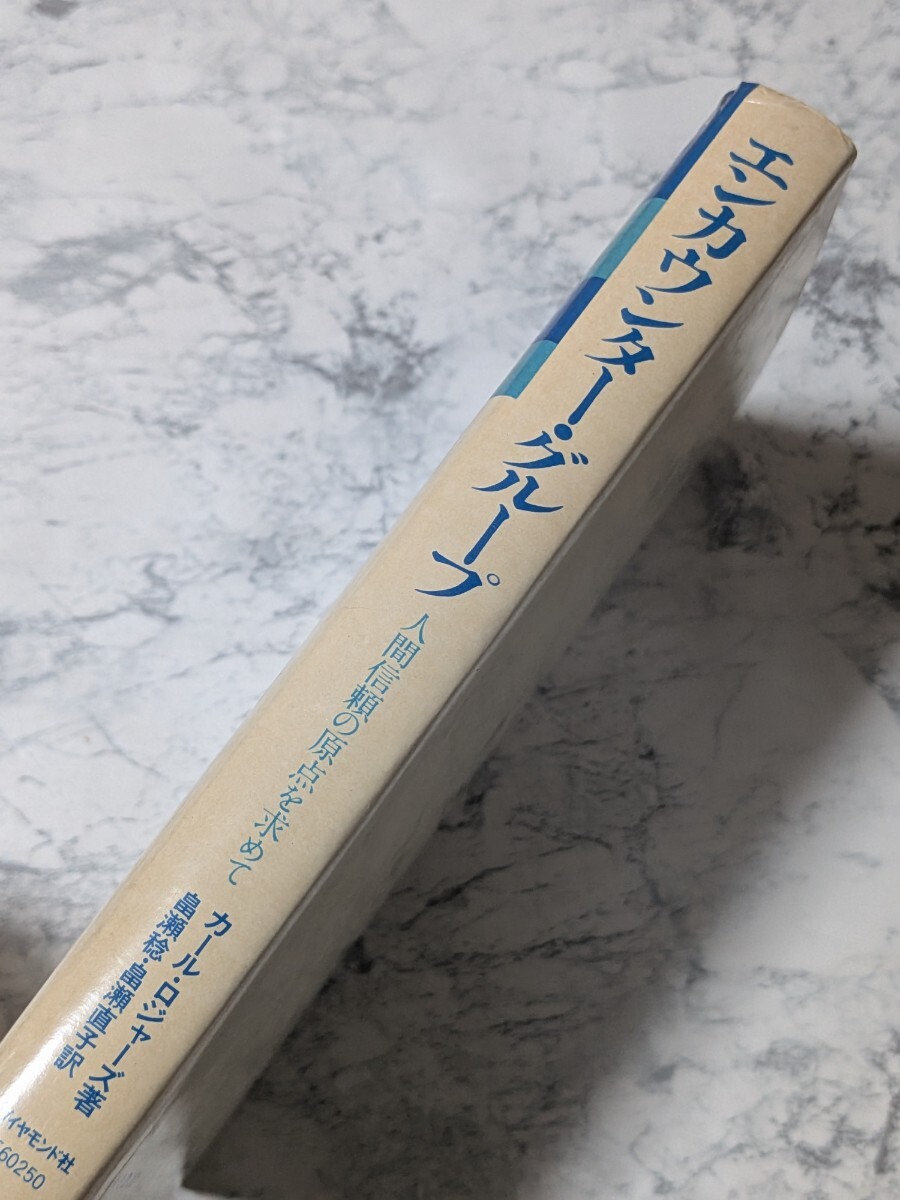 エンカウンター・グループ
人間信頼の原点を求めて
カール・ロジャーズ 著
畠瀬稔・畠瀬直子訳
ダイヤモンド社
60250